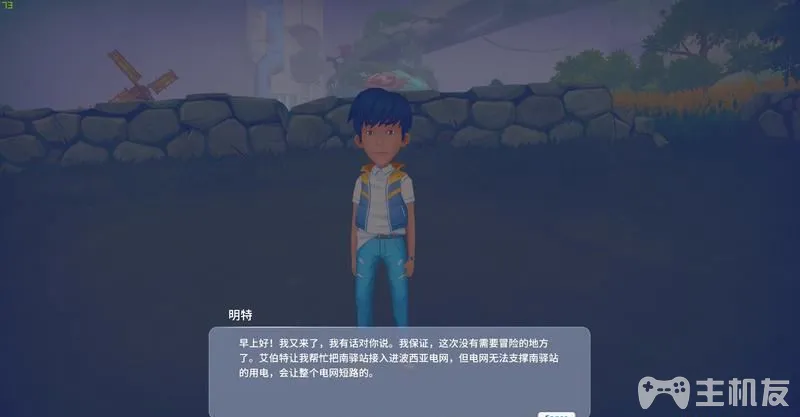 73
明特
早上好！我又来了，我有话对你说。我保证，这次没有需要冒险的地方
了。艾伯特让我帮忙把南驿站接入进波西亚电网，但电网无法支撑南驿站
的用电，会让整个电网短路的。
主机友